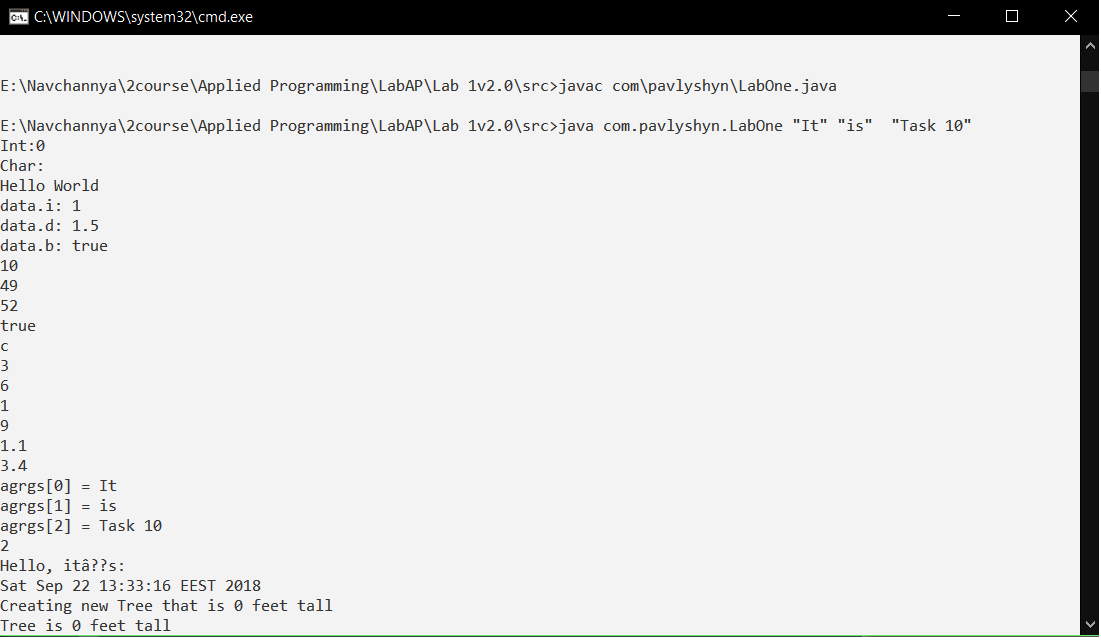 C:\WINDOWS\system32\cmd.exe
E:\Navchannya\2course\Applied Programming\LabAP\Lab 1v2.0\src>javac com\pavlyshyn\LabOne.java
E:\Navchannya\2course\Applied Programming\LabAP\Lab 1v2.0\src>java com.pavlyshyn.LabOne "It" "is"  "Task 10"
Int:0
Char:
Hello World
data.i: 1
data.d: 1.5
data.b: true
10
49
52
true
c
3
6
1
9
1.1
3.4
agrgs[0] = It
agrgs[1] = is
agrgs[2] = Task 10
2
Hello, itâ??s:
Sat Sep 22 13:33:16 EEST 2018
Creating new Tree that is 0 feet tall
Tree is 0 feet tall